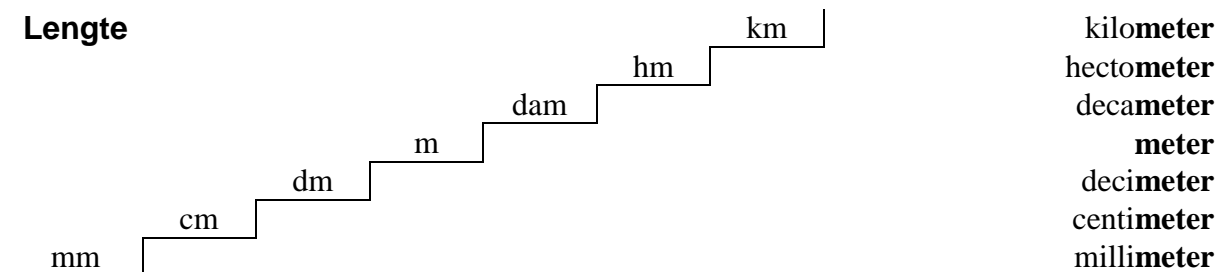 Lengte km kilometer
hm hectometer
dam decameter
m meter
dm decimeter
cm centimeter
mm millimeter